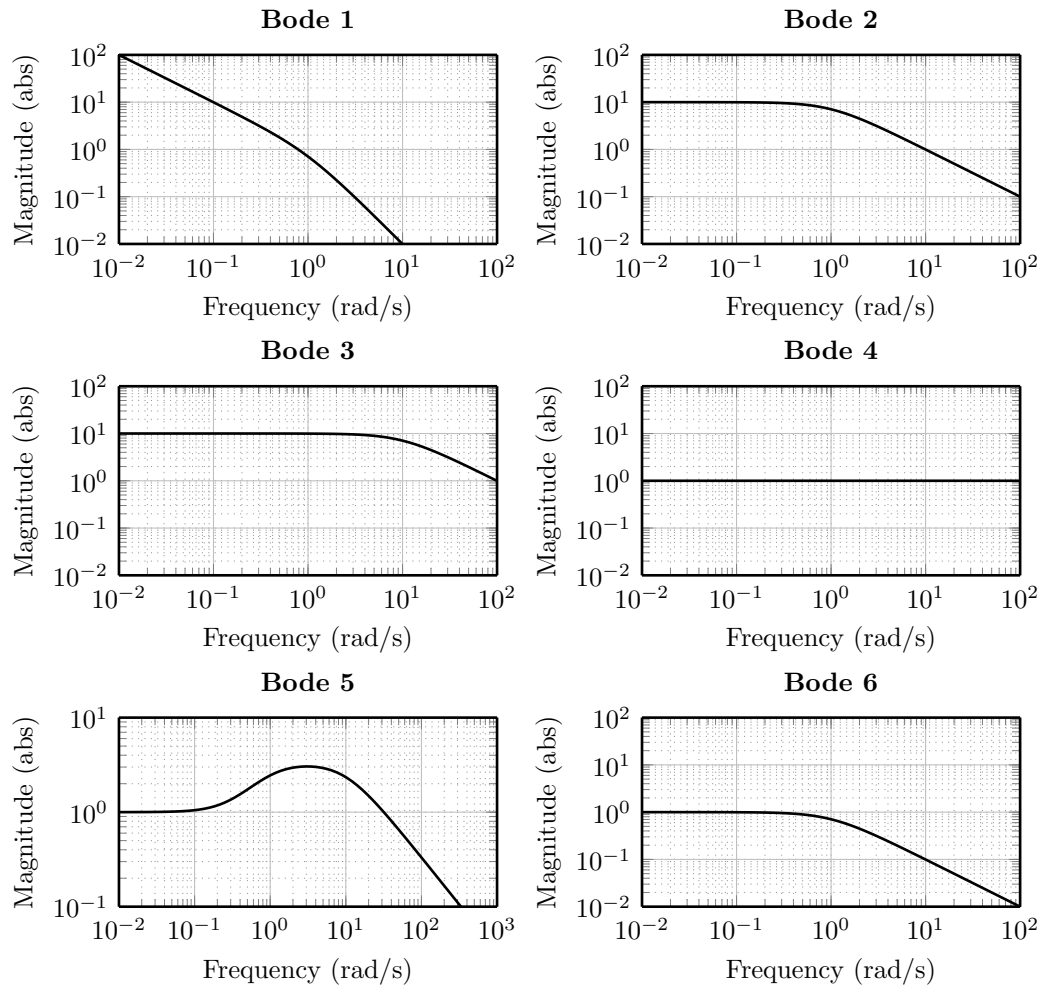 Bode 1
Magnitude (abs)
10^2
10^1
10^0
10^−1
10^−2
10^−2 10^−1 10^0 10^1 10^2
Frequency (rad/s)
Bode 2
Magnitude (abs)
10^2
10^1
10^0
10^−1
10^−2
10^−2 10^−1 10^0 10^1 10^2
Frequency (rad/s)
Bode 3
Magnitude (abs)
10^2
10^1
10^0
10^−1
10^−2
10^−2 10^−1 10^0 10^1 10^2
Frequency (rad/s)
Bode 4
Magnitude (abs)
10^2
10^1
10^0
10^−1
10^−2
10^−2 10^−1 10^0 10^1 10^2
Frequency (rad/s)
Bode 5
Magnitude (abs)
10^1
10^0
10^−1
10^−2 10^−1 10^0 10^1 10^2 10^3
Frequency (rad/s)
Bode 6
Magnitude (abs)
10^2
10^1
10^0
10^−1
10^−2
10^−2 10^−1 10^0 10^1 10^2
Frequency (rad/s)